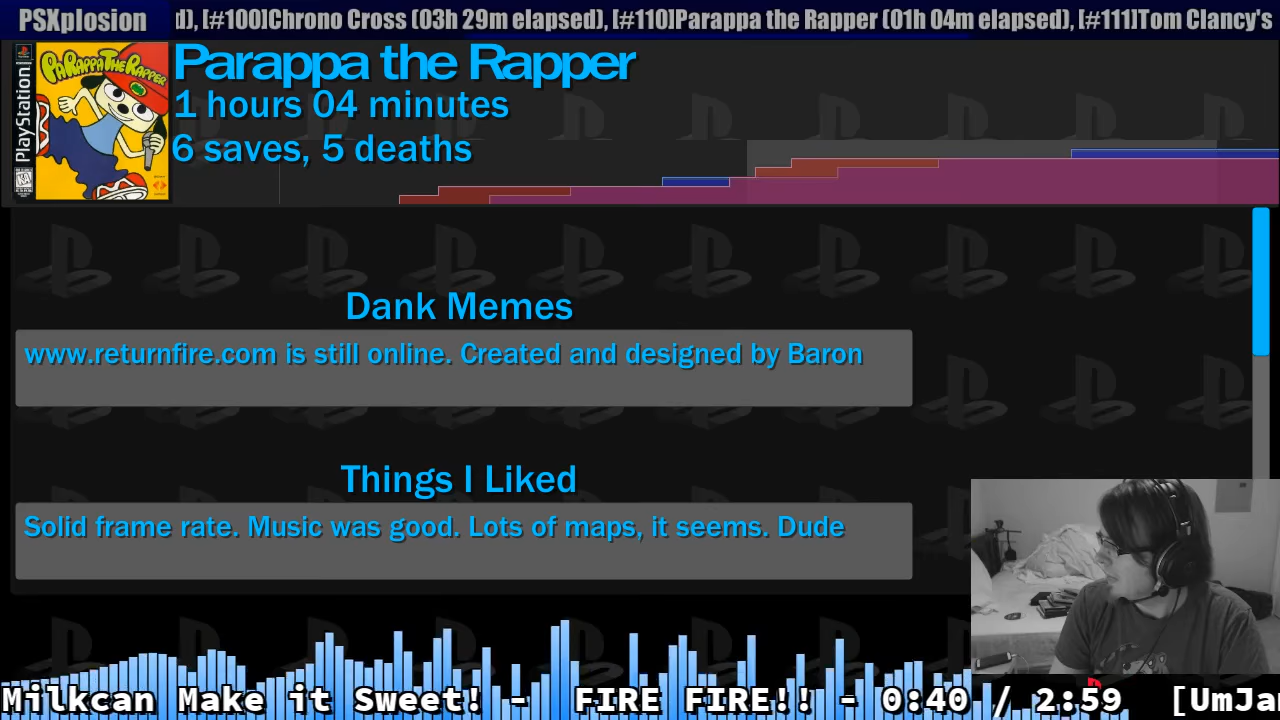 PSXplosion
d), [#100]Chrono Cross (03h 29m elapsed), [#110]Parappa the Rapper (01h 04m elapsed), [#111]Tom Clancy's
PlayStation
PARAPPA THE RAPPER
Parappa the Rapper
1 hours 04 minutes
6 saves, 5 deaths
Dank Memes
www.returnfire.com is still online. Created and designed by Baron
Things I Liked
Solid frame rate. Music was good. Lots of maps, it seems. Dude
Milkcan Make it Sweet! - FIRE FIRE!! - 0:40 / 2:59 [UmJa